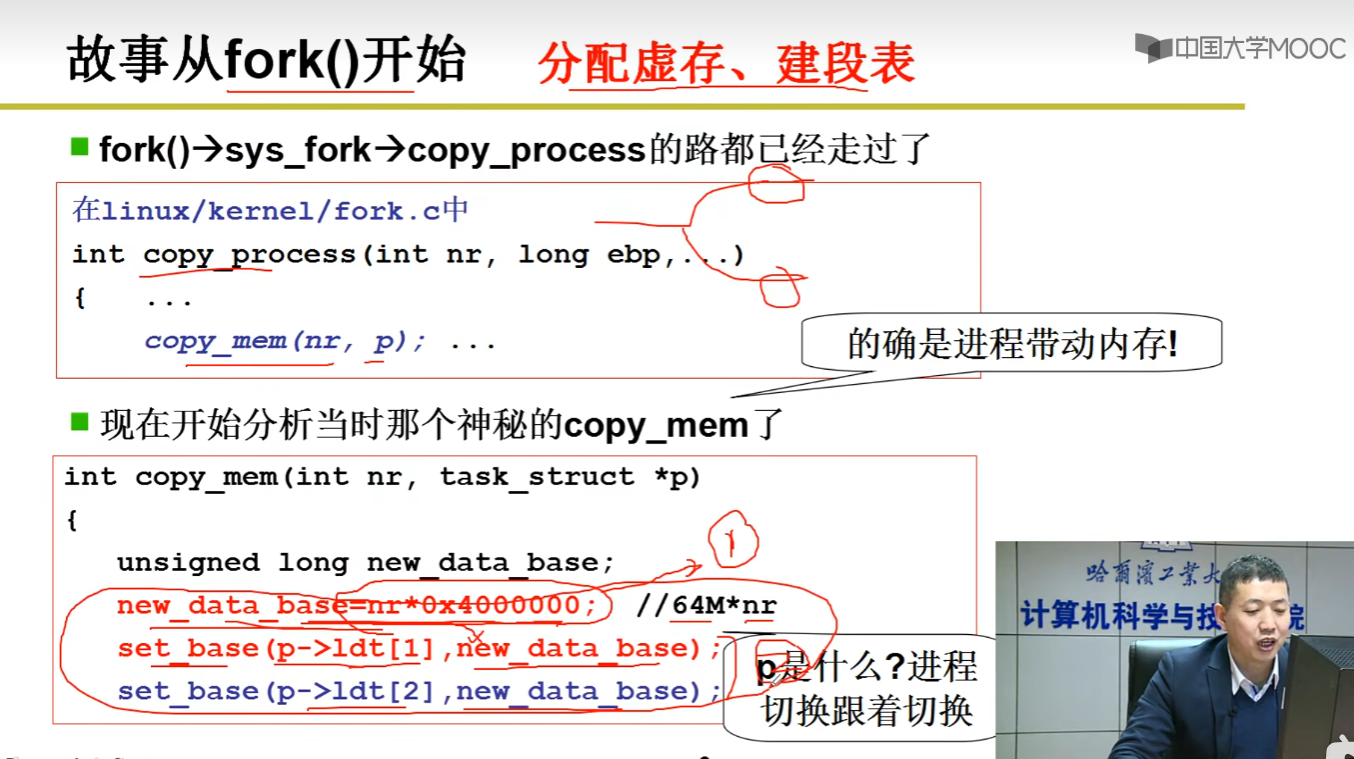 故事从fork()开始 分配虚存、建段表
中国大学MOOC
fork()→sys_fork→copy_process的路都已经走过了
在linux/kernel/fork.c中
int copy_process(int nr, long ebp,...)
{ ...
copy_mem(nr, p); ...
的确是进程带动内存!
现在开始分析当时那个神秘的copy_mem了
int copy_mem(int nr, task_struct *p)
{
unsigned long new_data_base;
new_data_base=nr*0x4000000; //64M*nr
set_base(p->ldt[1],new_data_base);
set_base(p->ldt[2],new_data_base);
p是什么?进程
切换跟着切换
哈爾濱工業大
计算机科学与技 院